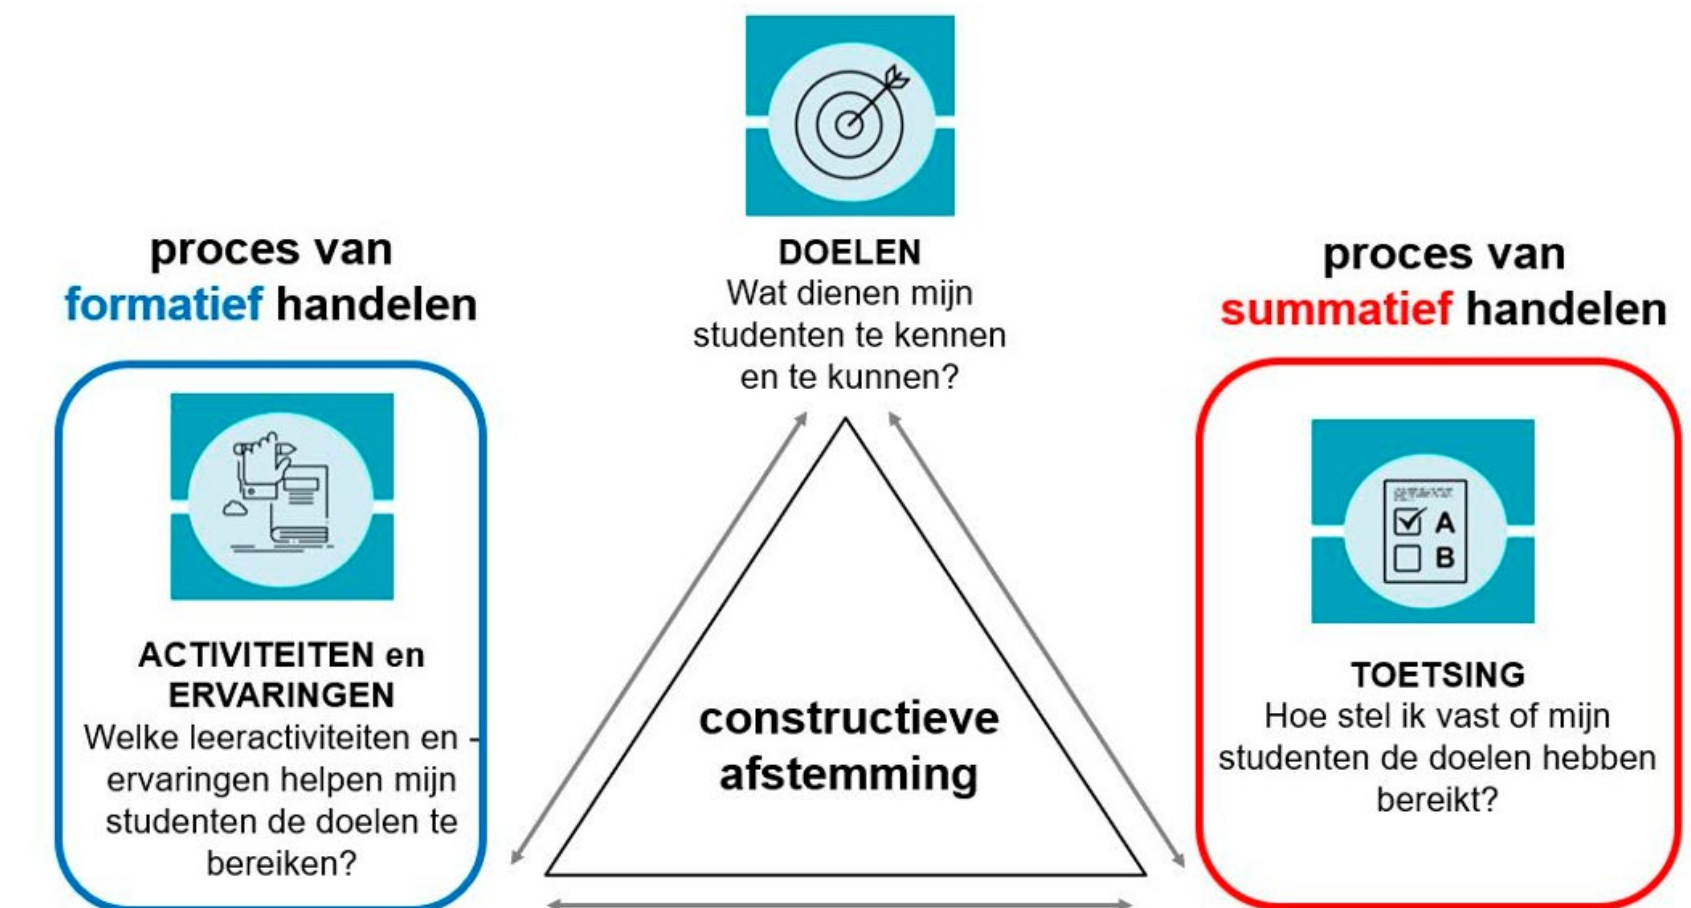 DOELEN
Wat dienen mijn
studenten te kennen
en te kunnen?
proces van
formatief handelen
ACTIVITEITEN en
ERVARINGEN
Welke leeractiviteiten en -
ervaringen helpen mijn
studenten de doelen te
bereiken?
constructieve
afstemming
proces van
summatief handelen
A
B
TOETSING
Hoe stel ik vast of mijn
studenten de doelen hebben
bereikt?